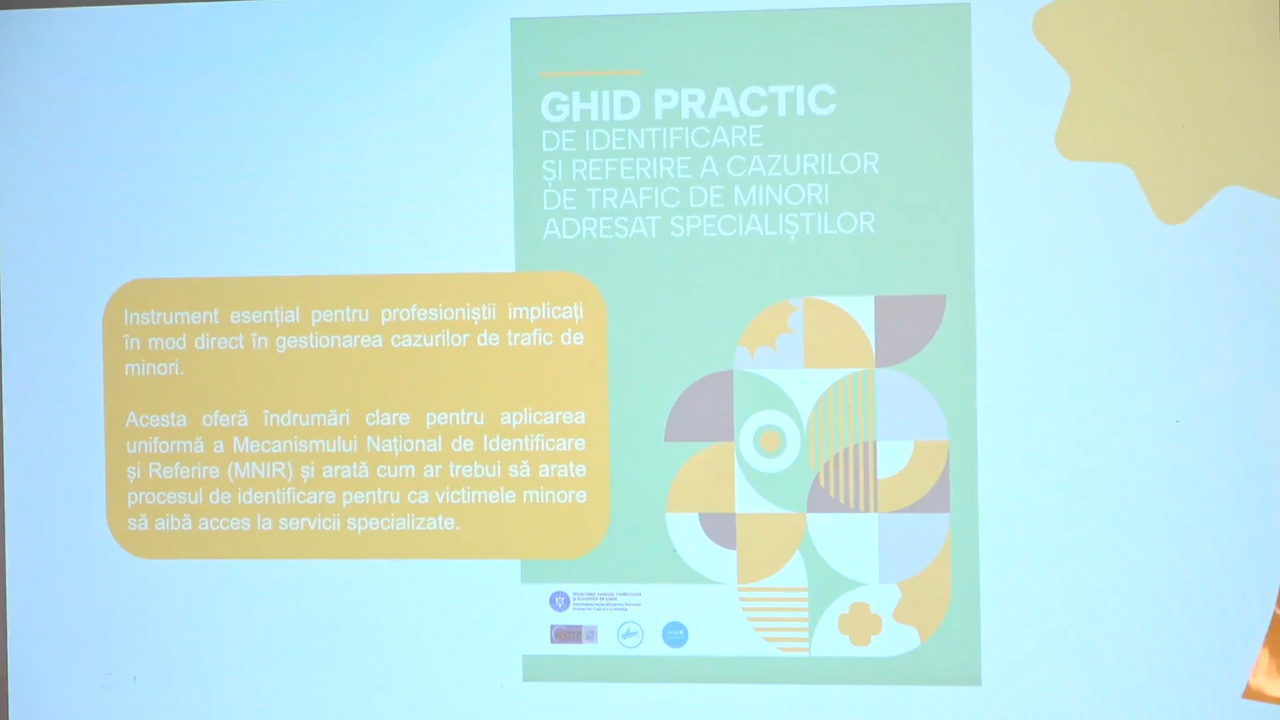 GHID PRACTIC
DE IDENTIFICARE
ȘI REFERIRE A CAZURILOR
DE TRAFIC DE MINORI
ADRESAT SPECIALIȘTILOR
Instrument esențial pentru profesioniștii implicați
în mod direct în gestionarea cazurilor de trafic de
minori.
Acesta oferă îndrumări clare pentru aplicarea
uniformă a Mecanismului Național de Identificare
și Referire (MNIR) și arată cum ar trebui să arate
procesul de identificare pentru ca victimele minore
să aibă acces la servicii specializate.